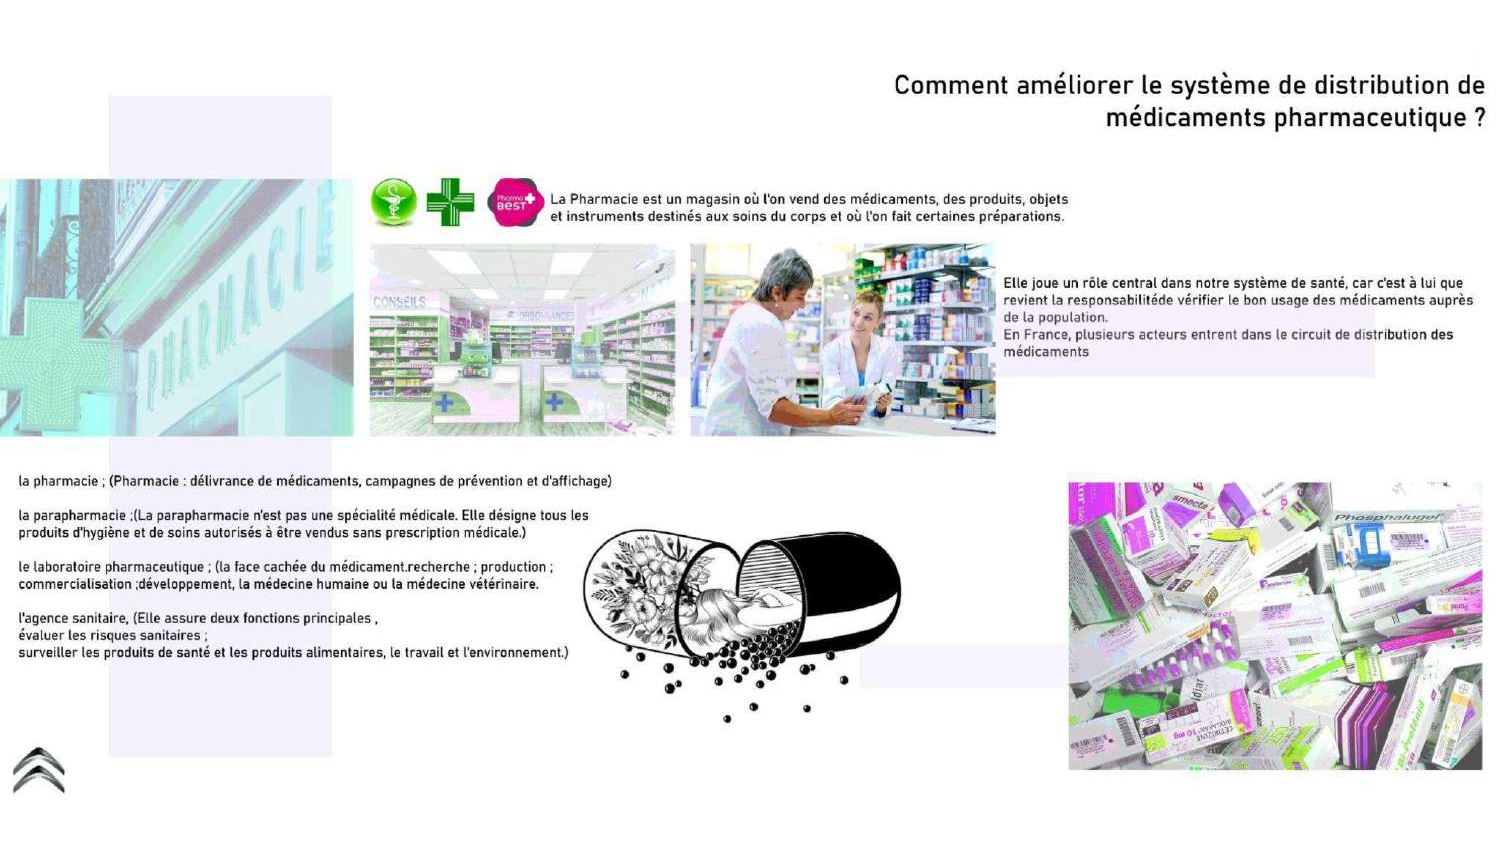 Comment améliorer le système de distribution de
médicaments pharmaceutique ?
PHARMACIE
Pharma
BEST
La Pharmacie est un magasin où l'on vend des médicaments, des produits, objets
et instruments destinés aux soins du corps et où l'on fait certaines préparations.
CONSEILS
ORDONNANCES
Elle joue un rôle central dans notre système de santé, car c'est à lui que
revient la responsabilitéde vérifier le bon usage des médicaments auprès
de la population.
En France, plusieurs acteurs entrent dans le circuit de distribution des
médicaments
la pharmacie ; (Pharmacie : délivrance de médicaments, campagnes de prévention et d'affichage)
la parapharmacie ;(La parapharmacie n'est pas une spécialité médicale. Elle désigne tous les
produits d'hygiène et de soins autorisés à être vendus sans prescription médicale.)
le laboratoire pharmaceutique ; (la face cachée du médicament.recherche ; production ;
commercialisation ;développement, la médecine humaine ou la médecine vétérinaire.
l'agence sanitaire, (Elle assure deux fonctions principales ,
évaluer les risques sanitaires ;
surveiller les produits de santé et les produits alimentaires, le travail et l'environnement.)
smecta
Phosphalugel
CÉTIRIZINE
BIOGARAN 10 mg